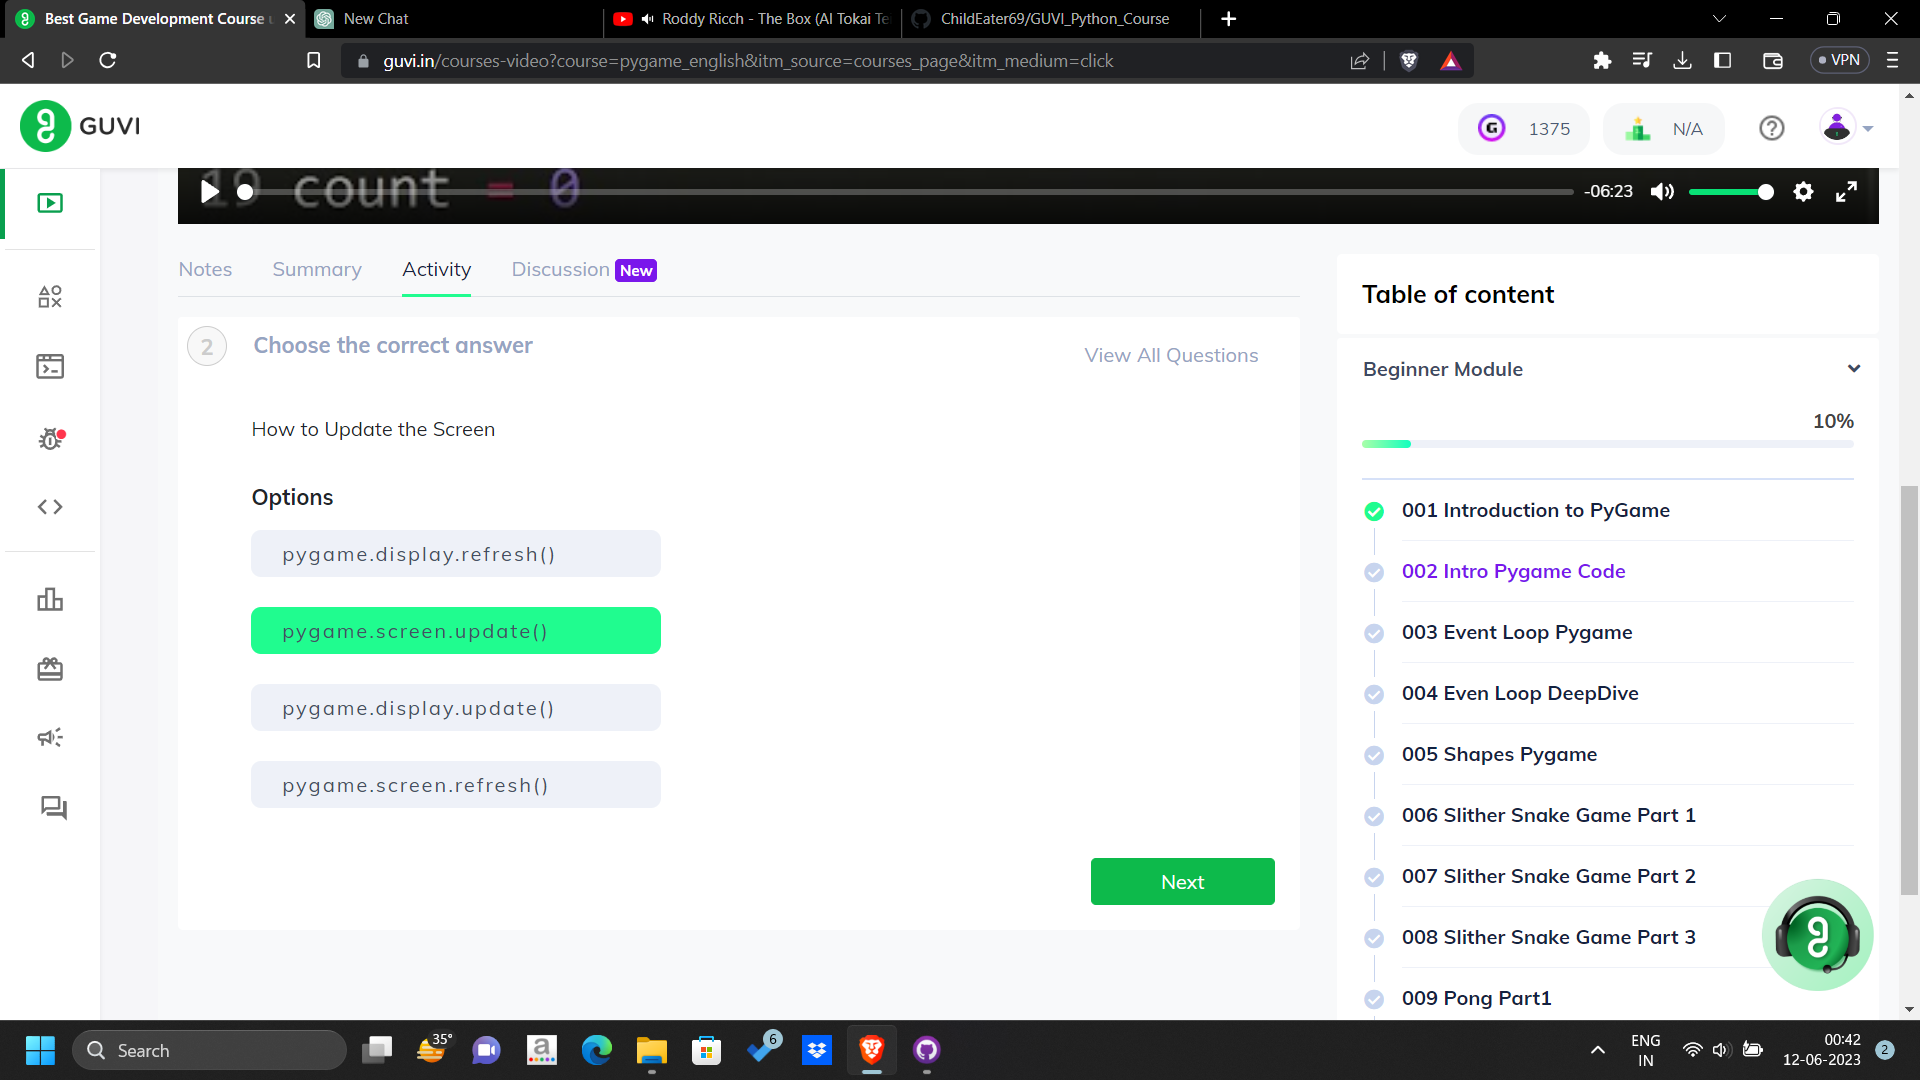 Best Game Development Course u
New Chat
Roddy Ricch - The Box (AI Tokai Te
ChildEater69/GUVI_Python_Course
guvi.in/courses-video?course=pygame_english&itm_source=courses_page&itm_medium=click
VPN
GUVI
G
1375
N/A
19 count = 0
-06:23
Notes
Summary
Activity
Discussion New
2
Choose the correct answer
View All Questions
How to Update the Screen
Options
pygame.display.refresh()
pygame.screen.update()
pygame.display.update()
pygame.screen.refresh()
Next
Table of content
Beginner Module
10%
001 Introduction to PyGame
002 Intro Pygame Code
003 Event Loop Pygame
004 Even Loop DeepDive
005 Shapes Pygame
006 Slither Snake Game Part 1
007 Slither Snake Game Part 2
008 Slither Snake Game Part 3
009 Pong Part1
Search
35°
a
6
ENG
IN
00:42
12-06-2023
2